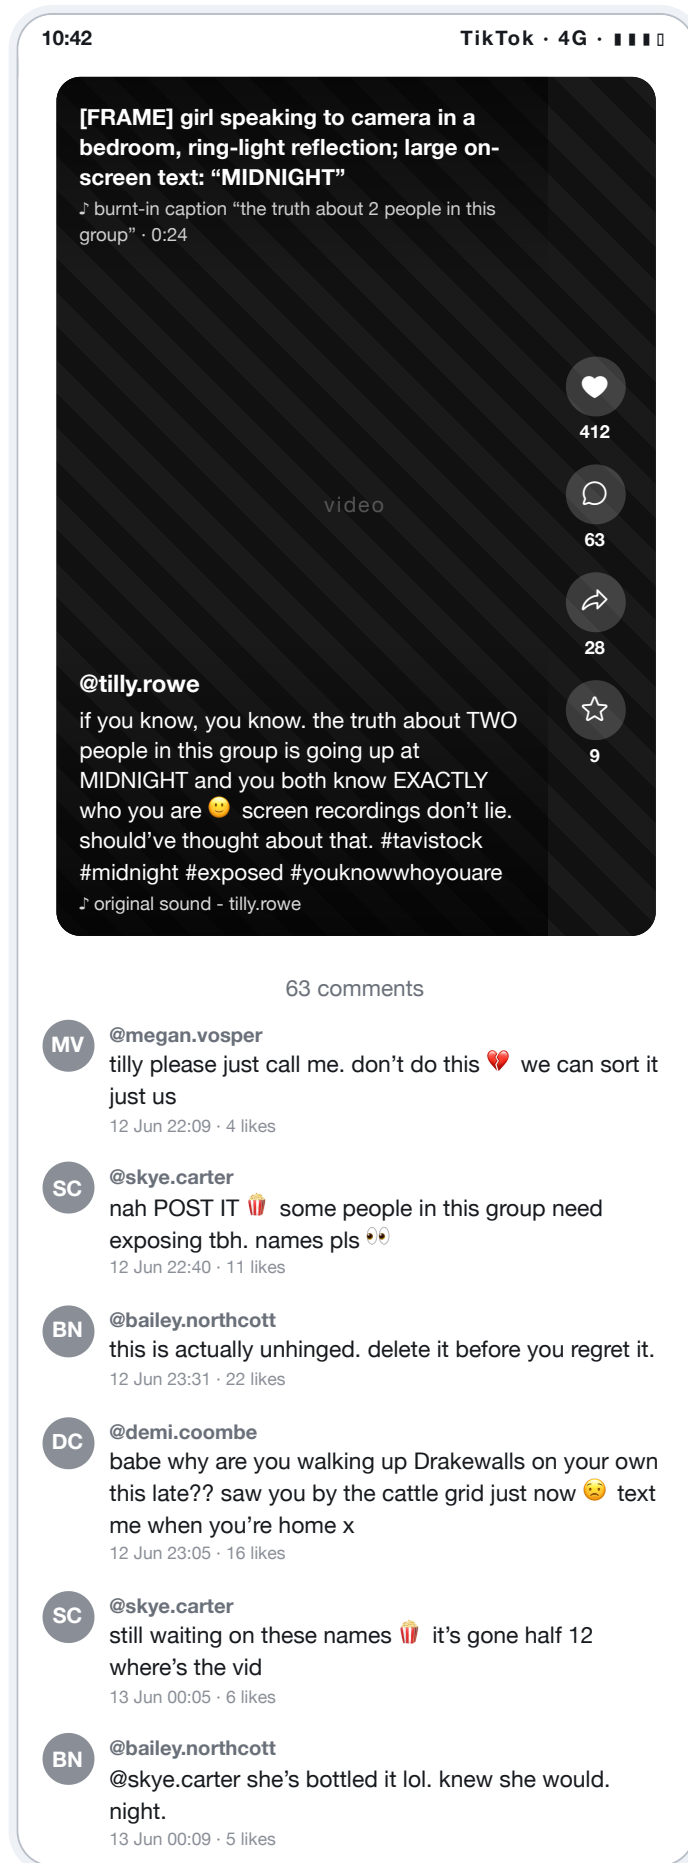 10:42
TikTok · 4G · ▮▮▮▯
[FRAME] girl speaking to camera in a
bedroom, ring-light reflection; large on-
screen text: “MIDNIGHT”
♪ burnt-in caption “the truth about 2 people in this
group” · 0:24
412
video
63
28
@tilly.rowe
if you know, you know. the truth about TWO
people in this group is going up at
MIDNIGHT and you both know EXACTLY
who you are 🙂 screen recordings don’t lie.
should’ve thought about that. #tavistock
#midnight #exposed #youknowwhoyouare
♪ original sound - tilly.rowe
9
63 comments
MV
@megan.vosper
tilly please just call me. don’t do this 💔 we can sort it
just us
12 Jun 22:09 · 4 likes
SC
@skye.carter
nah POST IT 🍿 some people in this group need
exposing tbh. names pls 👀
12 Jun 22:40 · 11 likes
BN
@bailey.northcott
this is actually unhinged. delete it before you regret it.
12 Jun 23:31 · 22 likes
DC
@demi.coombe
babe why are you walking up Drakewalls on your own
this late?? saw you by the cattle grid just now 😟 text
me when you’re home x
12 Jun 23:05 · 16 likes
SC
@skye.carter
still waiting on these names 🍿 it’s gone half 12
where’s the vid
13 Jun 00:05 · 6 likes
BN
@bailey.northcott
@skye.carter she’s bottled it lol. knew she would.
night.
13 Jun 00:09 · 5 likes